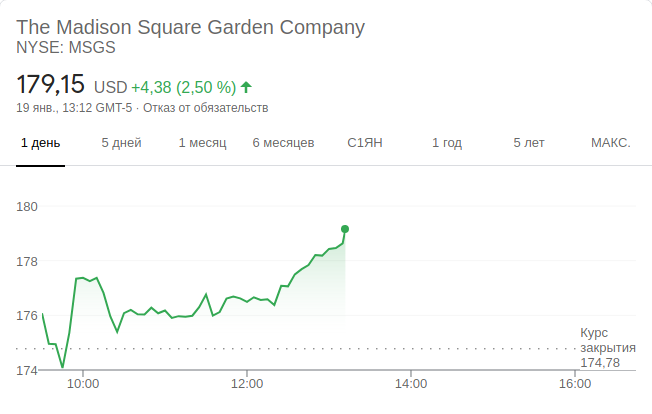 The Madison Square Garden Company
NYSE: MSGS
179,15 USD +4,38 (2,50 %)
19 янв., 13:12 GMT-5 · Отказ от обязательств
1 день 5 дней 1 месяц 6 месяцев С1ЯН 1 год 5 лет МАКС.
180
178
176
Курс
закрытия
174,78
174
10:00 12:00 14:00 16:00